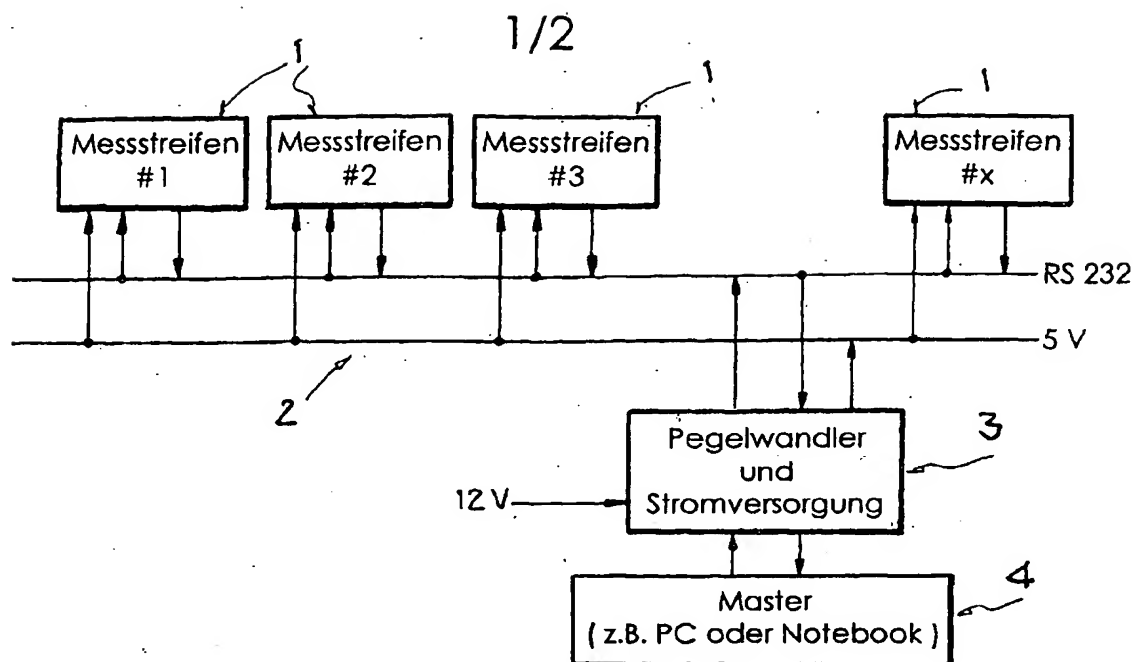 1/2
1
1
1
Messstreifen
#1
Messstreifen
#2
Messstreifen
#3
Messstreifen
#x
RS 232
5 V
2
Pegelwandler
und
Stromversorgung
3
12 V
Master
( z.B. PC oder Notebook )
4